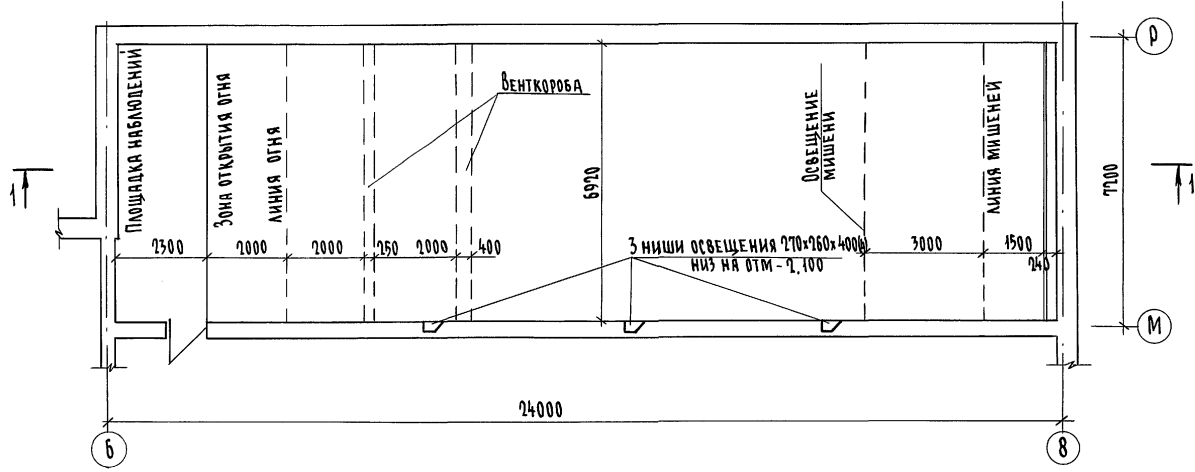 Р
Площадка наблюдений
Зона открытия огня
линия огня
Венткороба
6920
Освещение
мишени
линия мишеней
7200
1
1
2300
2000
2000
250
2000
400
3 ниши освещения 270х260х400(h)
низ на отм - 2,100
3000
1500
240
М
24000
6
8